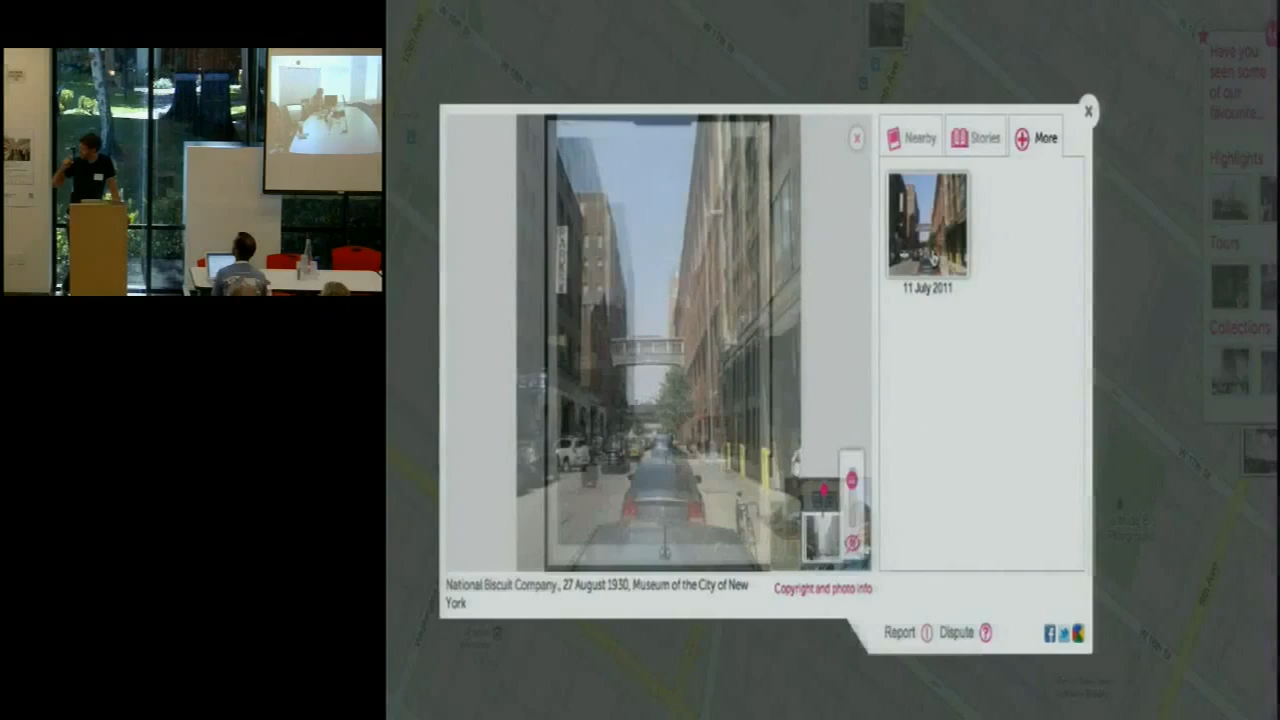 Have you
seen some
of our
favourite...
Highlights
Tours
Collections
Nearby
Stories
More
11 July 2011
National Biscuit Company, 27 August 1930, Museum of the City of New
York
Copyright and photo info
Report
Dispute